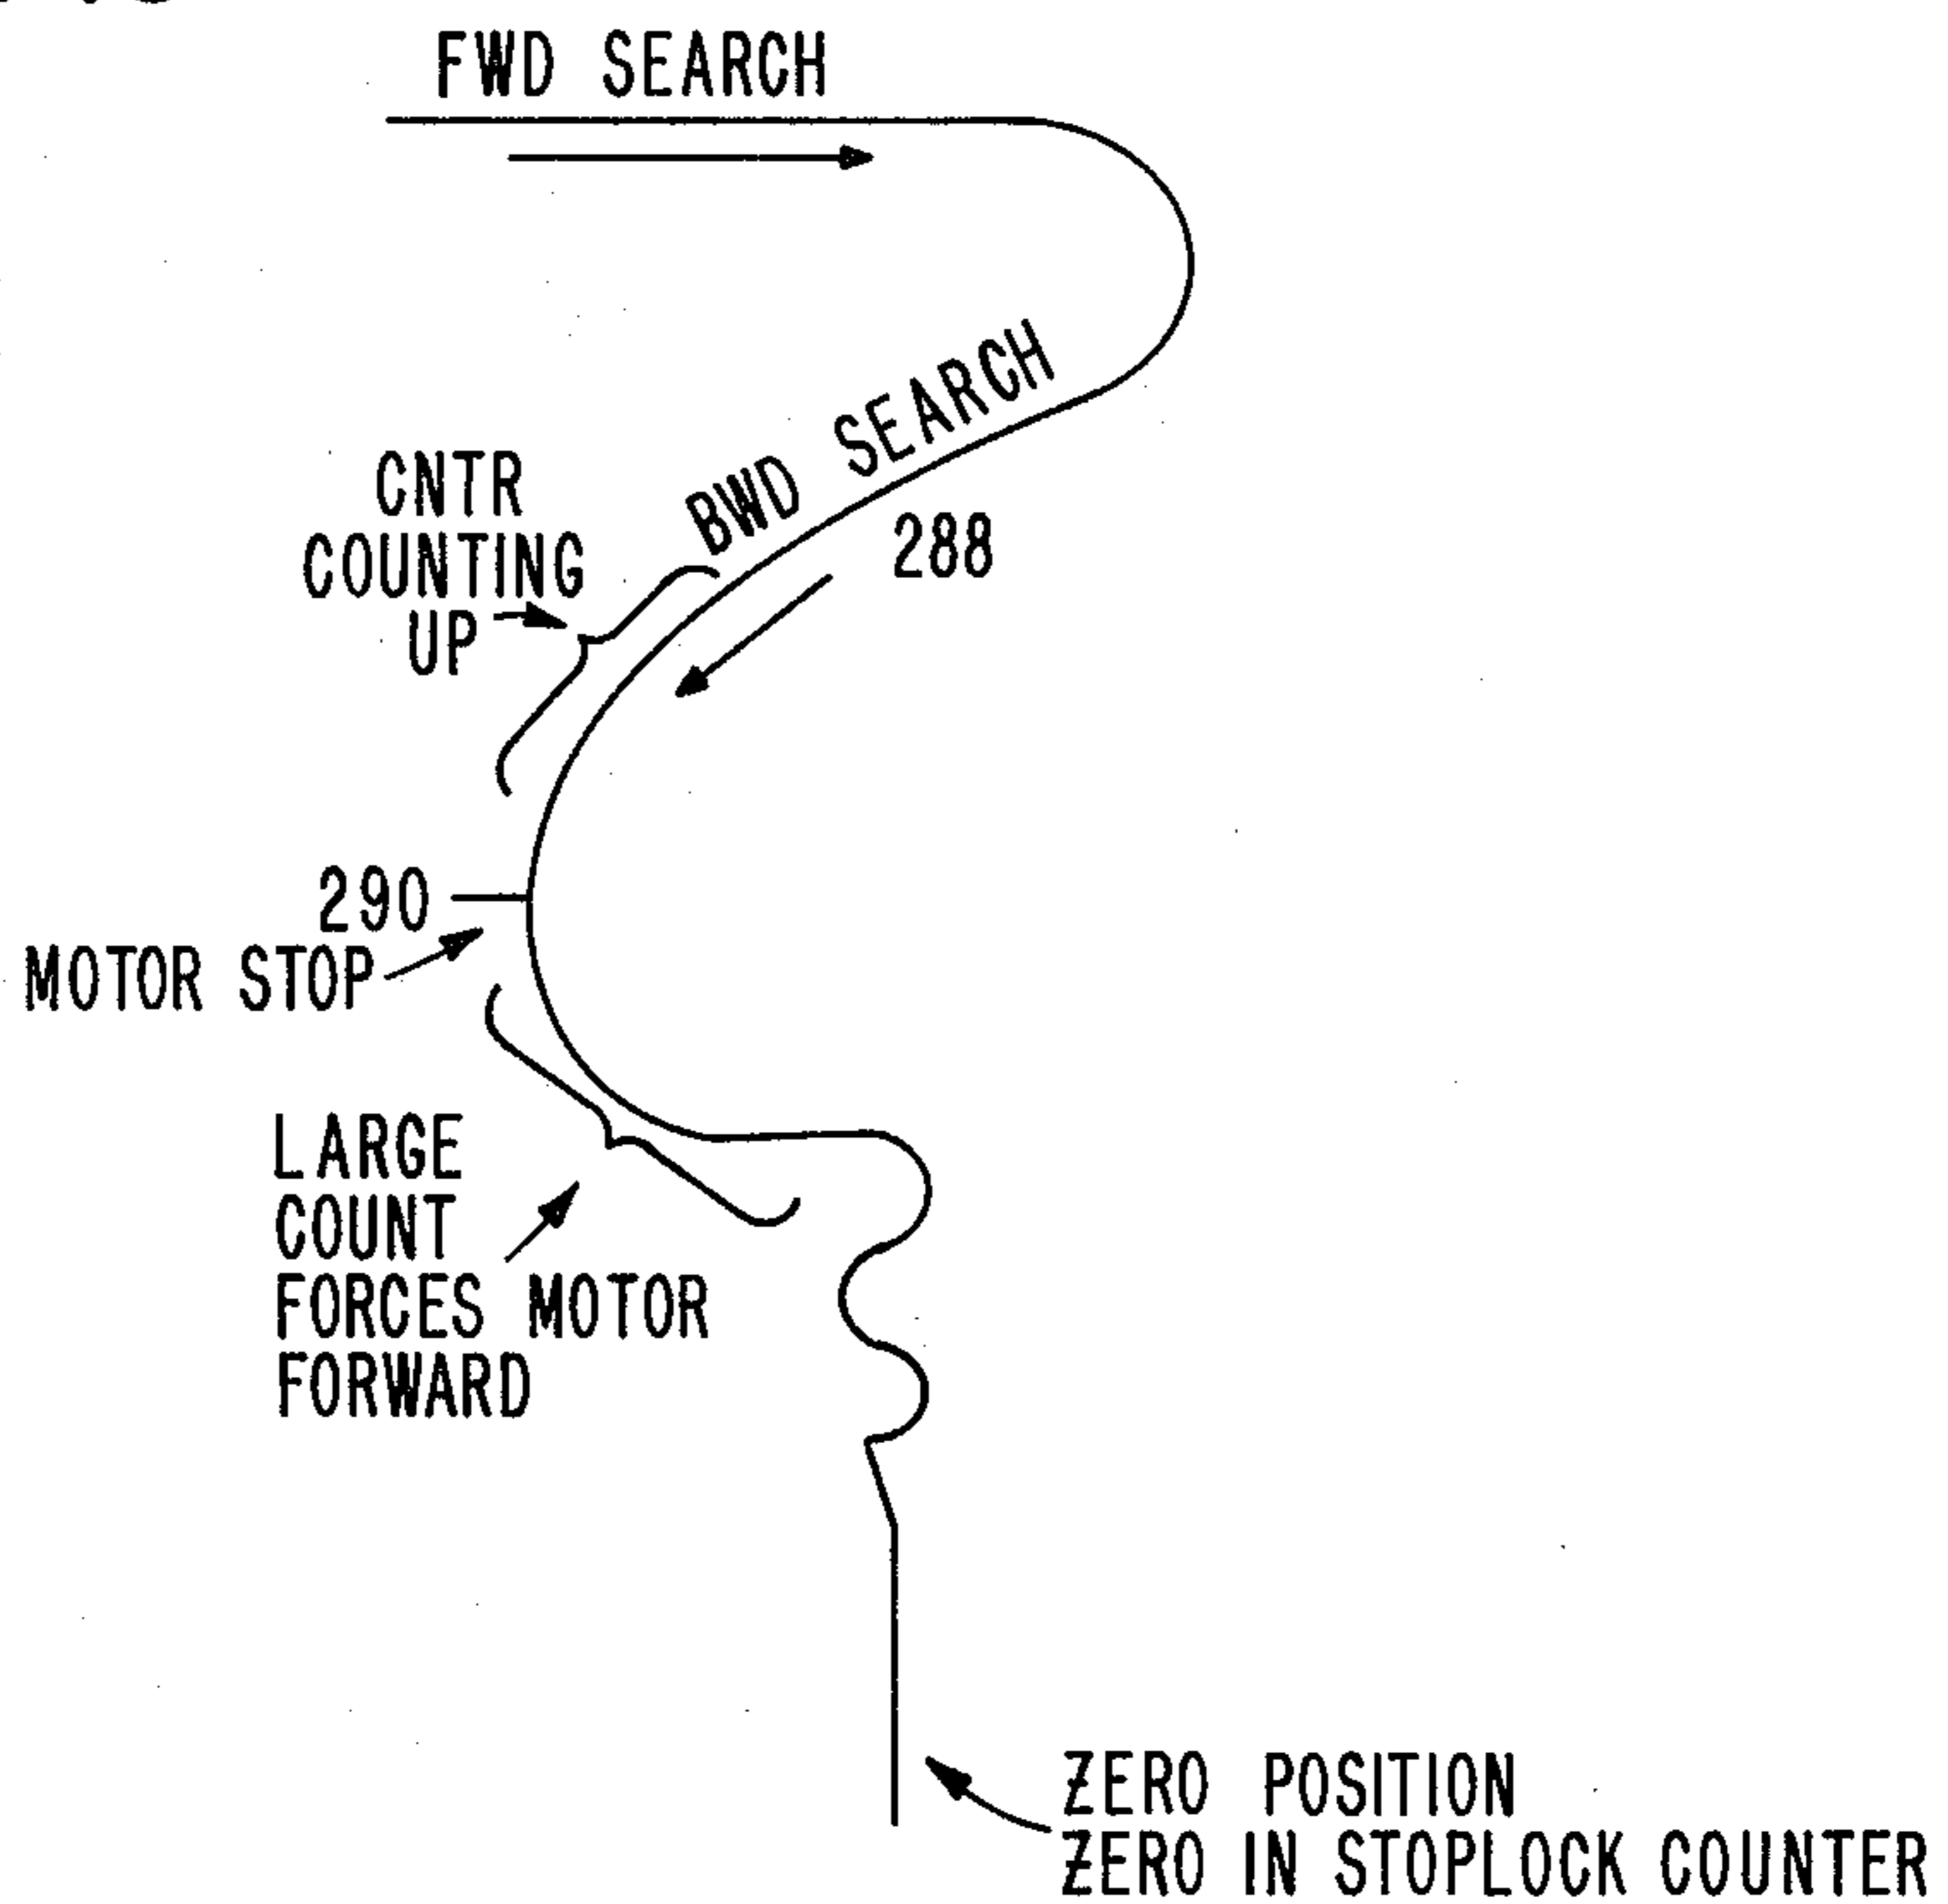 FWD SEARCH
BWD SEARCH
288
CNTR
COUNTING
UP
290
MOTOR STOP
LARGE
COUNT
FORCES MOTOR
FORWARD
ZERO POSITION
ZERO IN STOPLOCK COUNTER